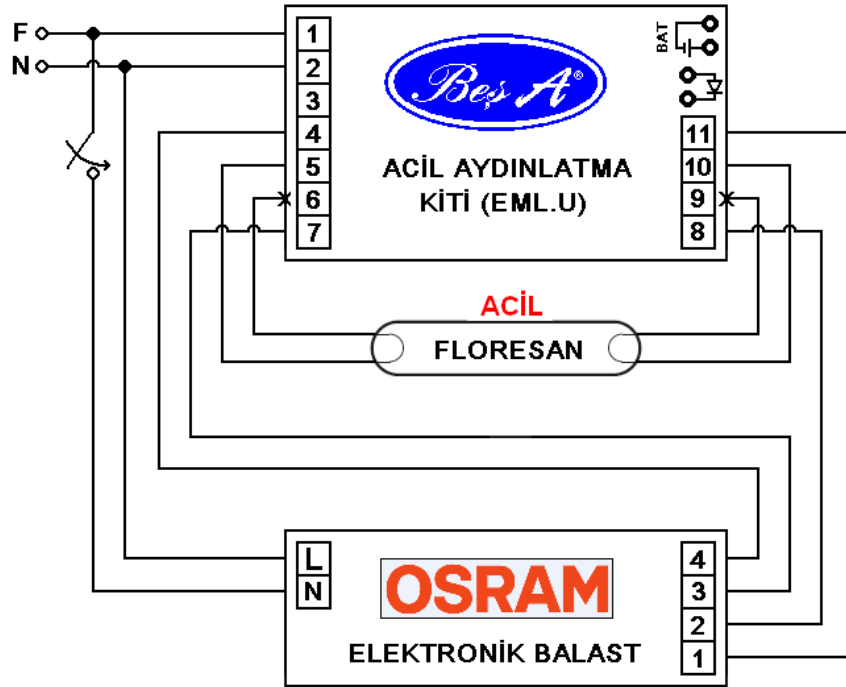 F
N
1
2
3
4
5
6
7
Beş A®
BAT
ACİL AYDINLATMA
KİTİ (EML.U)
11
10
9
8
ACİL
FLORESAN
L
N
OSRAM
ELEKTRONİK BALAST
4
3
2
1